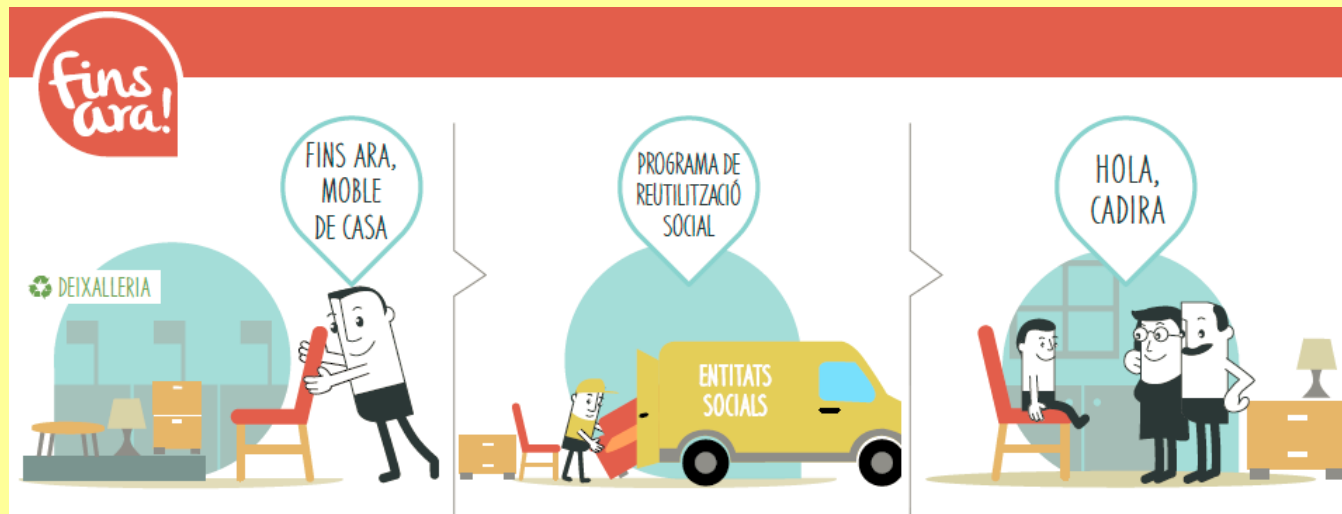 fins
ara!
FINS ARA,
MOBLE
DE CASA
DEIXALLERIA
PROGRAMA DE
REUTILITZACIÓ
SOCIAL
ENTITATS
SOCIALS
HOLA,
CADIRA